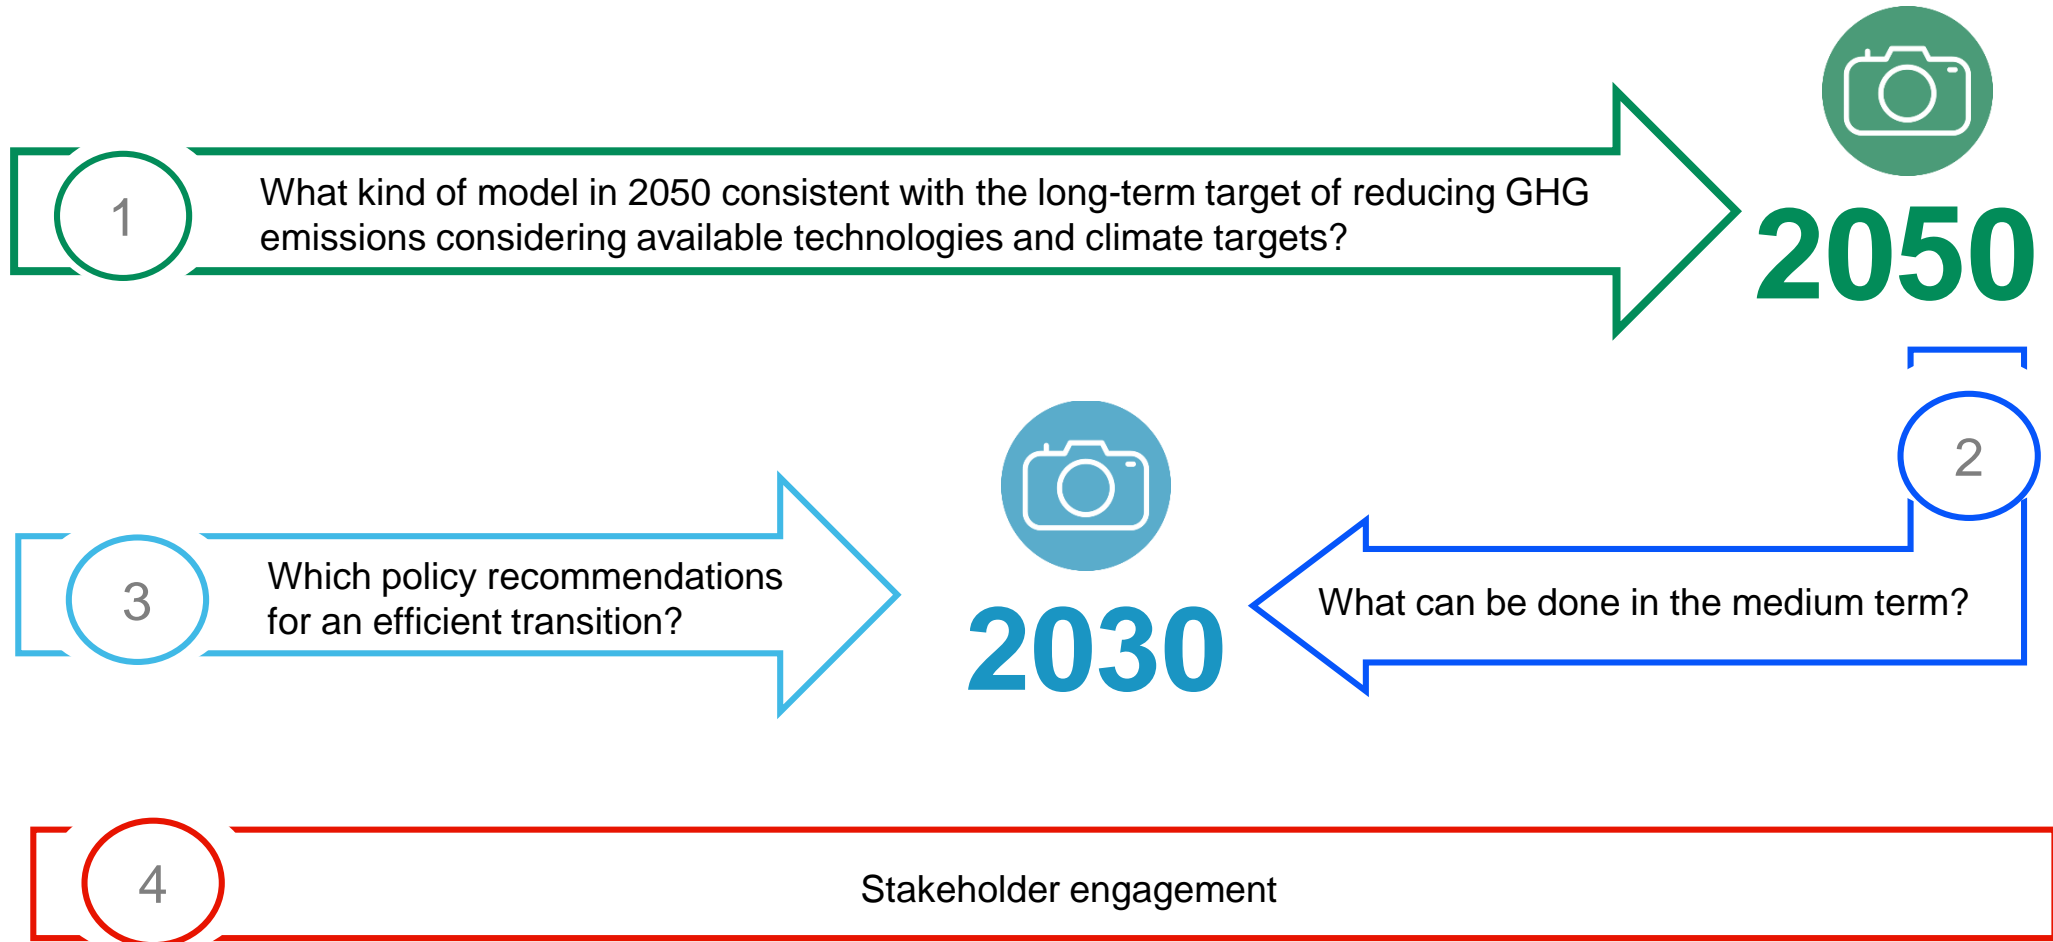 1
What kind of model in 2050 consistent with the long-term target of reducing GHG
emissions considering available technologies and climate targets?
2050
2
What can be done in the medium term?
3
Which policy recommendations
for an efficient transition?
2030
4
Stakeholder engagement